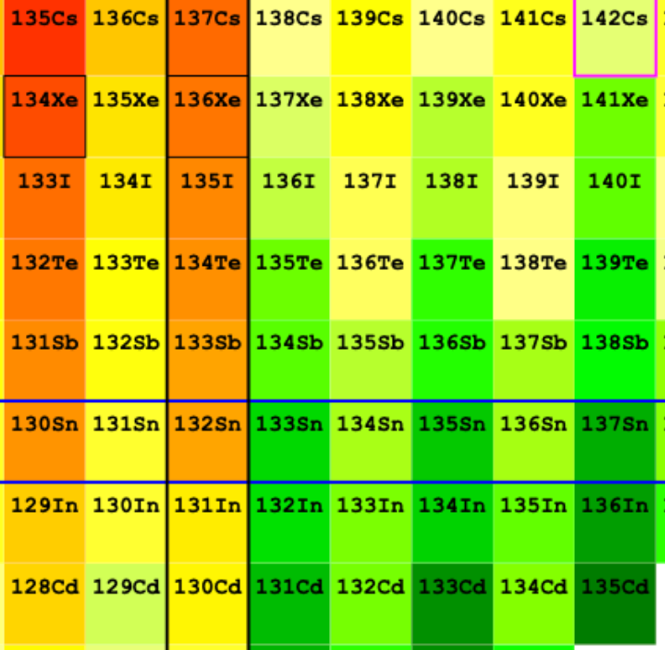 135Cs 136Cs 137Cs 138Cs 139Cs 140Cs 141Cs 142Cs
134Xe 135Xe 136Xe 137Xe 138Xe 139Xe 140Xe 141Xe
133I 134I 135I 136I 137I 138I 139I 140I
132Te 133Te 134Te 135Te 136Te 137Te 138Te 139Te
131Sb 132Sb 133Sb 134Sb 135Sb 136Sb 137Sb 138Sb
130Sn 131Sn 132Sn 133Sn 134Sn 135Sn 136Sn 137Sn
129In 130In 131In 132In 133In 134In 135In 136In
128Cd 129Cd 130Cd 131Cd 132Cd 133Cd 134Cd 135Cd